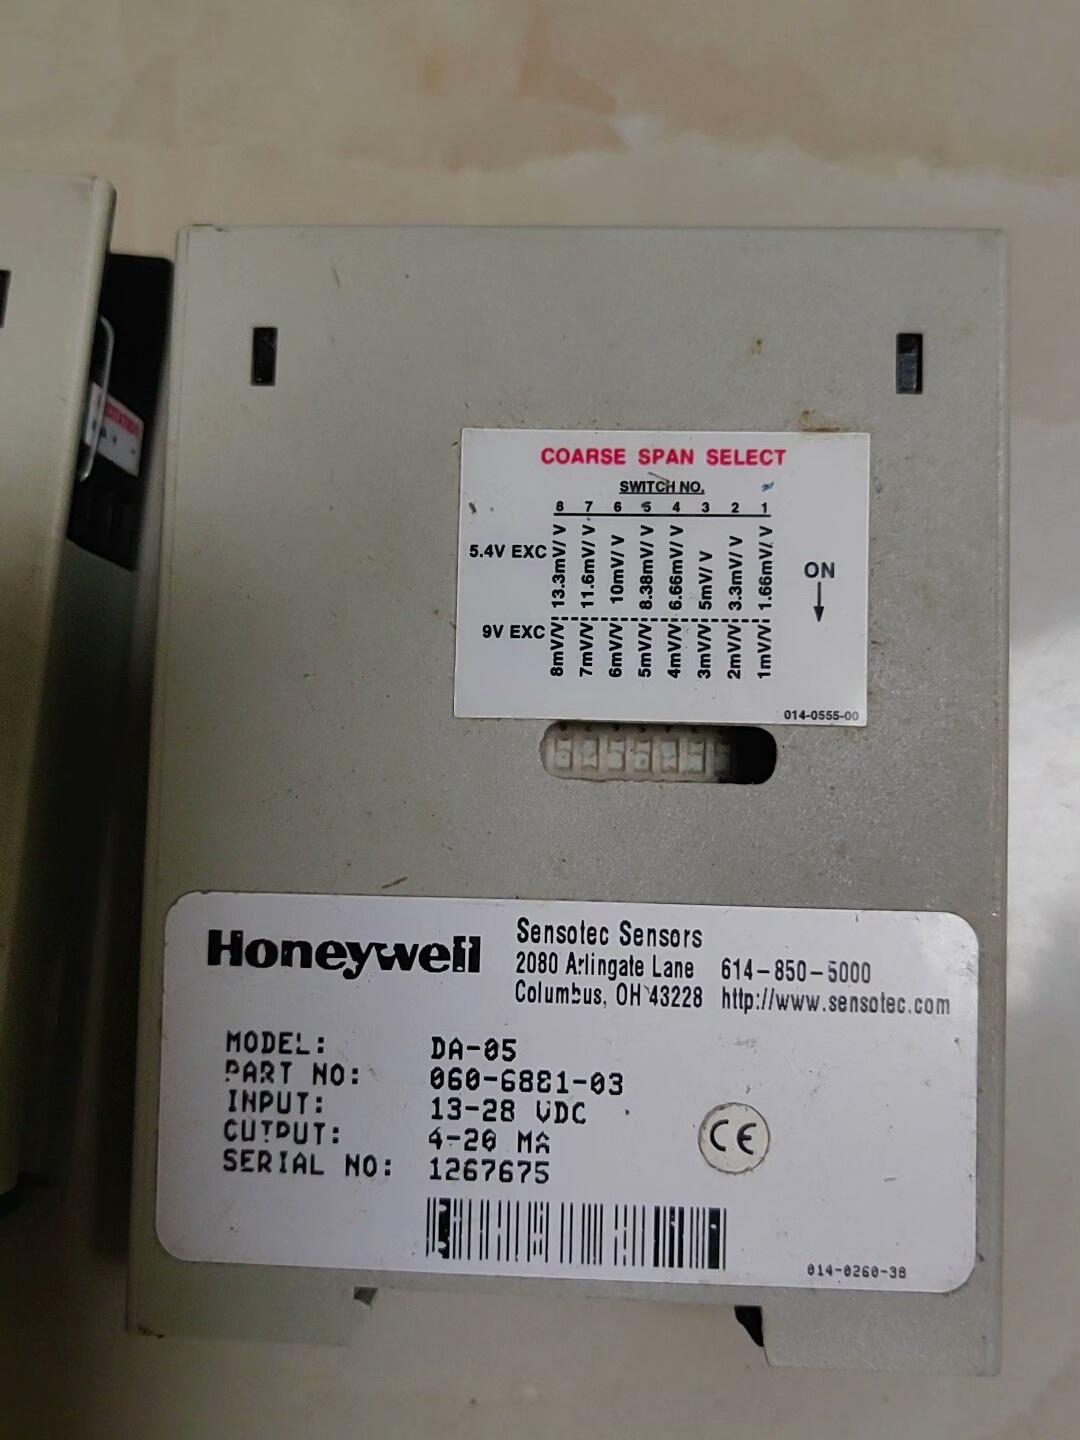 COARSE SPAN SELECT
SWITCH NO.
8 7 6 5 4 3 2 1
5.4V EXC 13.3mV/V 11.6mV/V 10mV/V 8.38mV/V 6.66mV/V 5mV/V 3.3mV/V 1.66mV/V
ON
9V EXC 8mV/V 7mV/V 6mV/V 5mV/V 4mV/V 3mV/V 2mV/V 1mV/V
014-0555-00
Honeywell
Sensotec Sensors
2080 Arlingate Lane 614-850-5000
Columbus, OH 43228 http://www.sensotec.com
MODEL: DA-05
PART NO: 060-6881-03
INPUT: 13-28 VDC
OUTPUT: 4-20 MA
SERIAL NO: 1267675
CE
014-0260-38